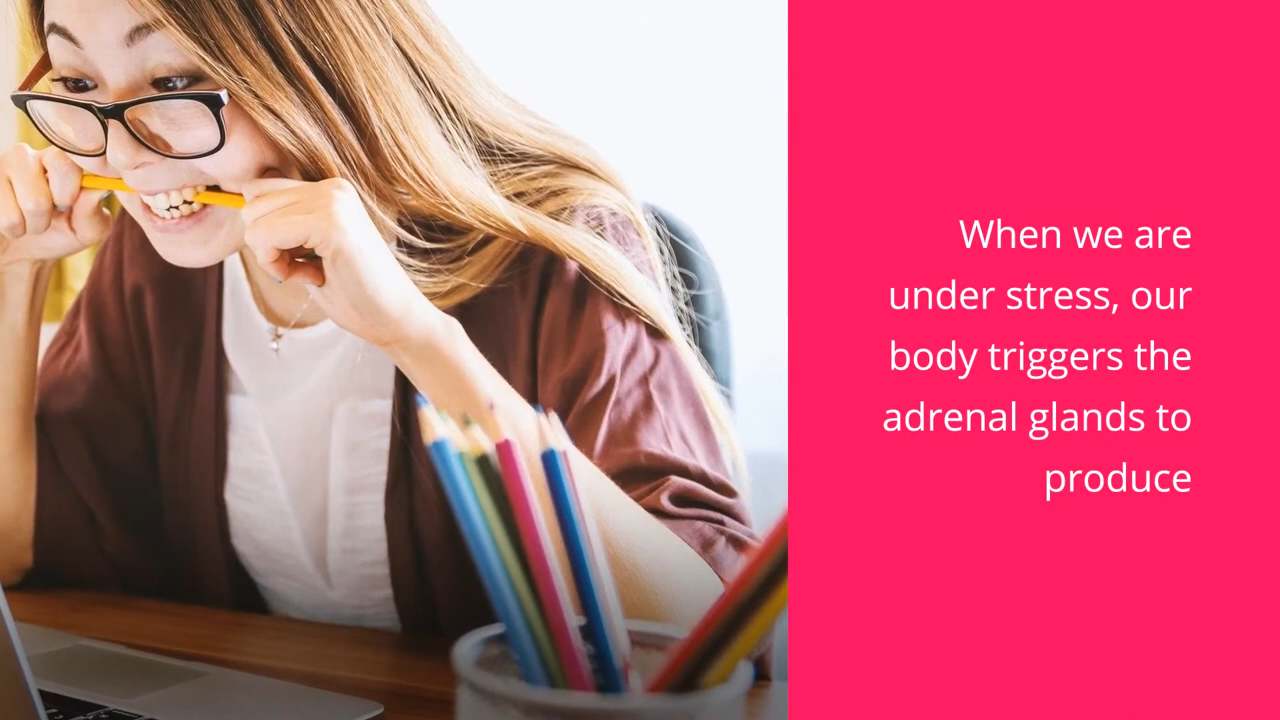 When we are
under stress, our
body triggers the
adrenal glands to
produce